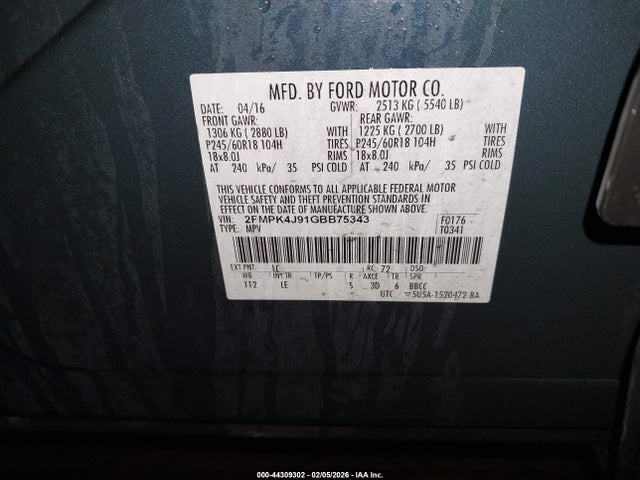 MFD. BY FORD MOTOR CO.
DATE: 04/16 GVWR: 2513 KG ( 5540 LB)
FRONT GAWR: REAR GAWR:
1306 KG ( 2880 LB) WITH 1225 KG ( 2700 LB) WITH
P245/60R18 104H TIRES P245/60R18 104H TIRES
18x8.0J RIMS 18x8.0J RIMS
AT 240 kPa/ 35 PSI COLD AT 240 kPa/ 35 PSI COLD
THIS VEHICLE CONFORMS TO ALL APPLICABLE FEDERAL MOTOR
VEHICLE SAFETY AND THEFT PREVENTION STANDARDS IN
EFFECT ON THE DATE OF MANUFACTURE SHOWN ABOVE.
VIN: 2FMPK4J91GBB75343 F0176
TYPE: MPV T0341
EXT PNT: LC RC: 72 DSO:
WB INT TR TP/PS R AXLE TR SPR
112 LE S 3D 6 BBCC
UTC ▽5U5A-1520472-BA
000-44309302 - 02/05/2026 - IAA Inc.